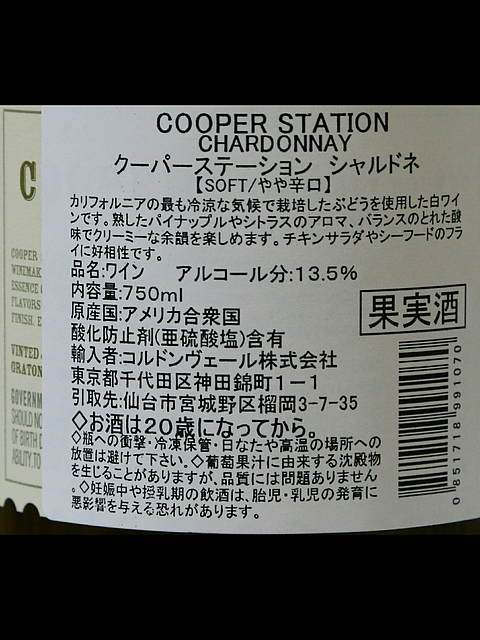 COOPER STATION
CHARDONNAY
クーパーステーション シャルドネ
【SOFT/やや辛口】
カリフォルニアの最も冷涼な気候で栽培したぶどうを使用した白ワイ
ンです。熟したパイナップルやシトラスのアロマ、バランスのとれた酸
味でクリーミーな余韻を楽しめます。チキンサラダやシーフードのフラ
イに好相性です。
品名:ワイン アルコール分:13.5%
内容量:750ml
原産国:アメリカ合衆国
果実酒
酸化防止剤(亜硫酸塩)含有
輸入者:コルドンヴェール株式会社
東京都千代田区神田錦町1-1
引取先:仙台市宮城野区榴岡3-7-35
◇お酒は20歳になってから。
◇瓶への衝撃・冷凍保管・日なたや高温の場所への
放置は避けて下さい。◇葡萄果汁に由来する沈殿物
を生じることがありますが、品質には問題ありません
。◇妊娠中や授乳期の飲酒は、胎児・乳児の発育に
悪影響を与える恐れがあります。
0 851718 991070
C
COOPER
WINEMAK
ESSENCE
FLAVORS
FINISH, E
VINTED
GRATON
GOVERNM
SHOULD NO
OF BIRTH D
ABILITY TO